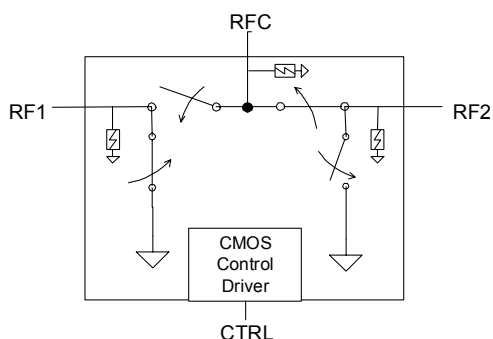 RFC
RF1
RF2
CMOS
Control
Driver
CTRL